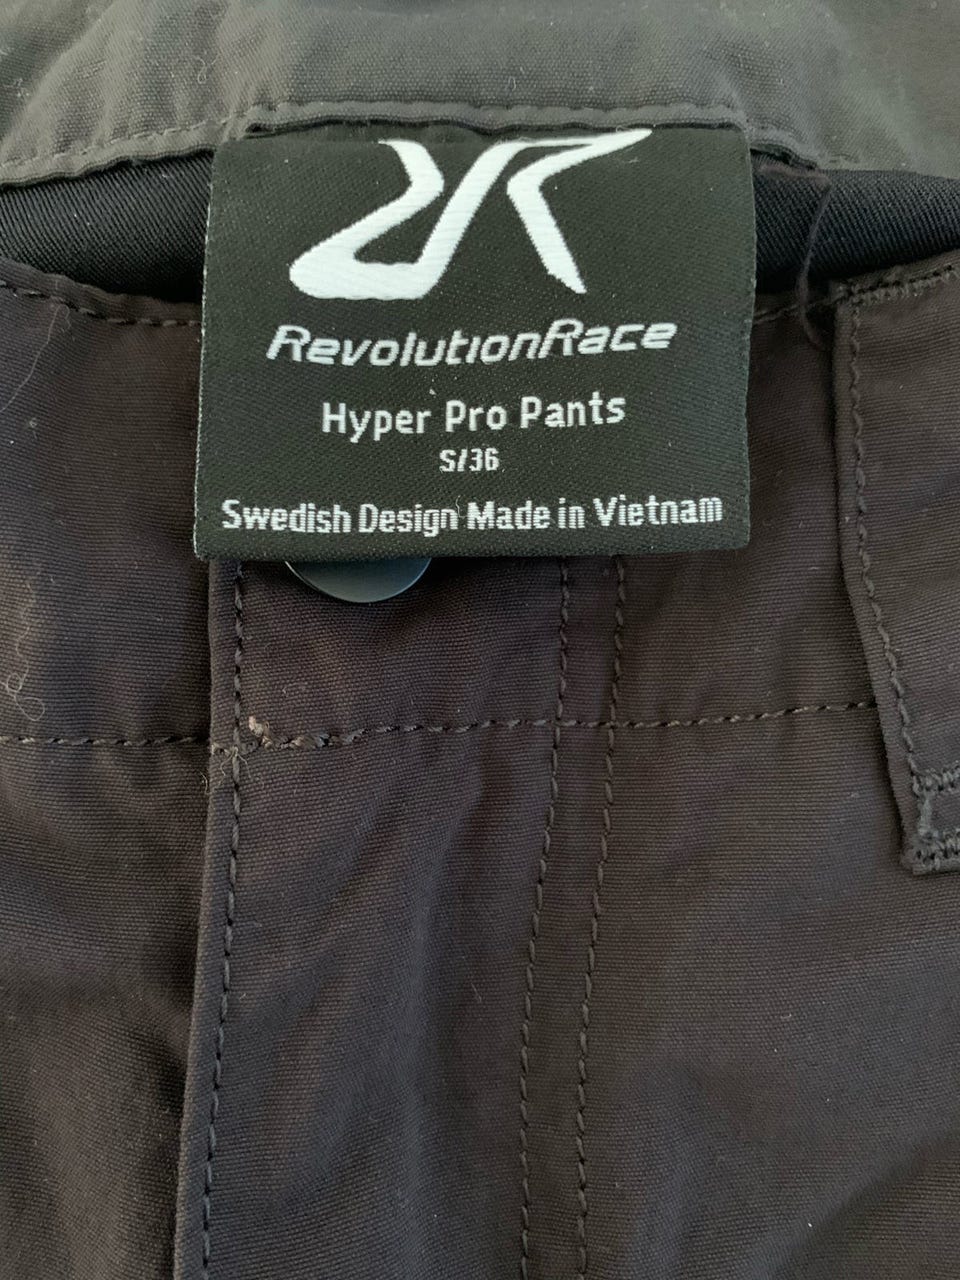 RevolutionRace
Hyper Pro Pants
S/36
Swedish Design Made in Vietnam